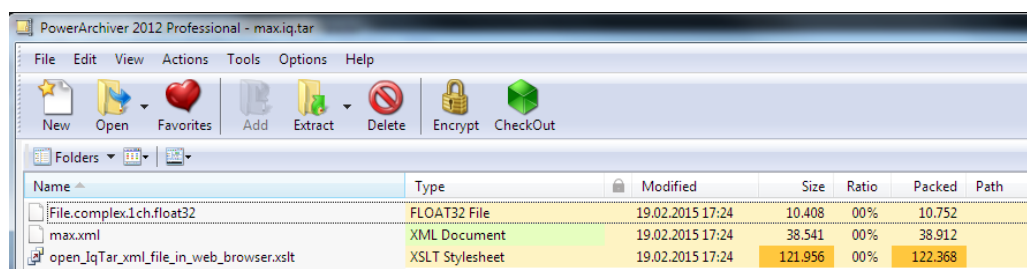 PowerArchiver 2012 Professional - max.iq.tar
File Edit View Actions Tools Options Help
New Open Favorites Add Extract Delete Encrypt CheckOut
Folders
Name Type Modified Size Ratio Packed Path
File.complex.1ch.float32 FLOAT32 File 19.02.2015 17:24 10.408 00% 10.752
max.xml XML Document 19.02.2015 17:24 38.541 00% 38.912
open_IqTar_xml_file_in_web_browser.xslt XSLT Stylesheet 19.02.2015 17:24 121.956 00% 122.368